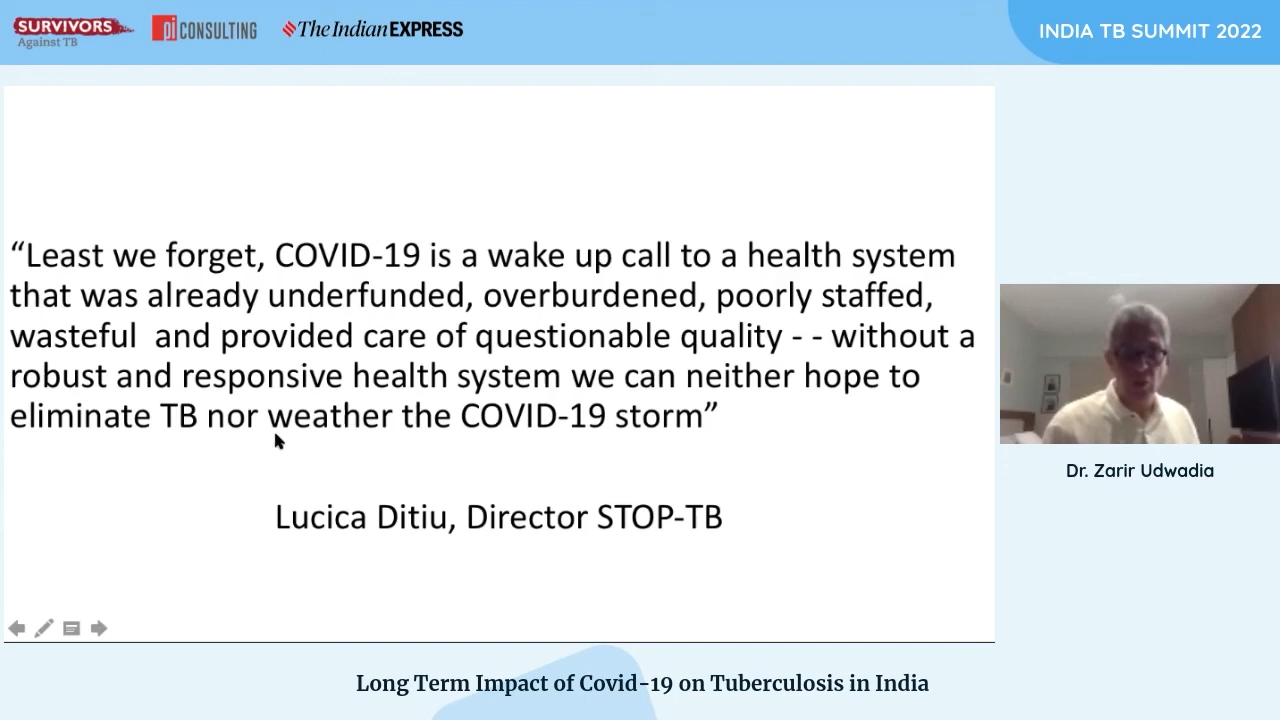 SURVIVORS
Against TB
pi CONSULTING
The Indian EXPRESS
INDIA TB SUMMIT 2022
“Least we forget, COVID-19 is a wake up call to a health system
that was already underfunded, overburdened, poorly staffed,
wasteful  and provided care of questionable quality - - without a
robust and responsive health system we can neither hope to
eliminate TB nor weather the COVID-19 storm”
Lucica Ditiu, Director STOP-TB
Dr. Zarir Udwadia
Long Term Impact of Covid-19 on Tuberculosis in India